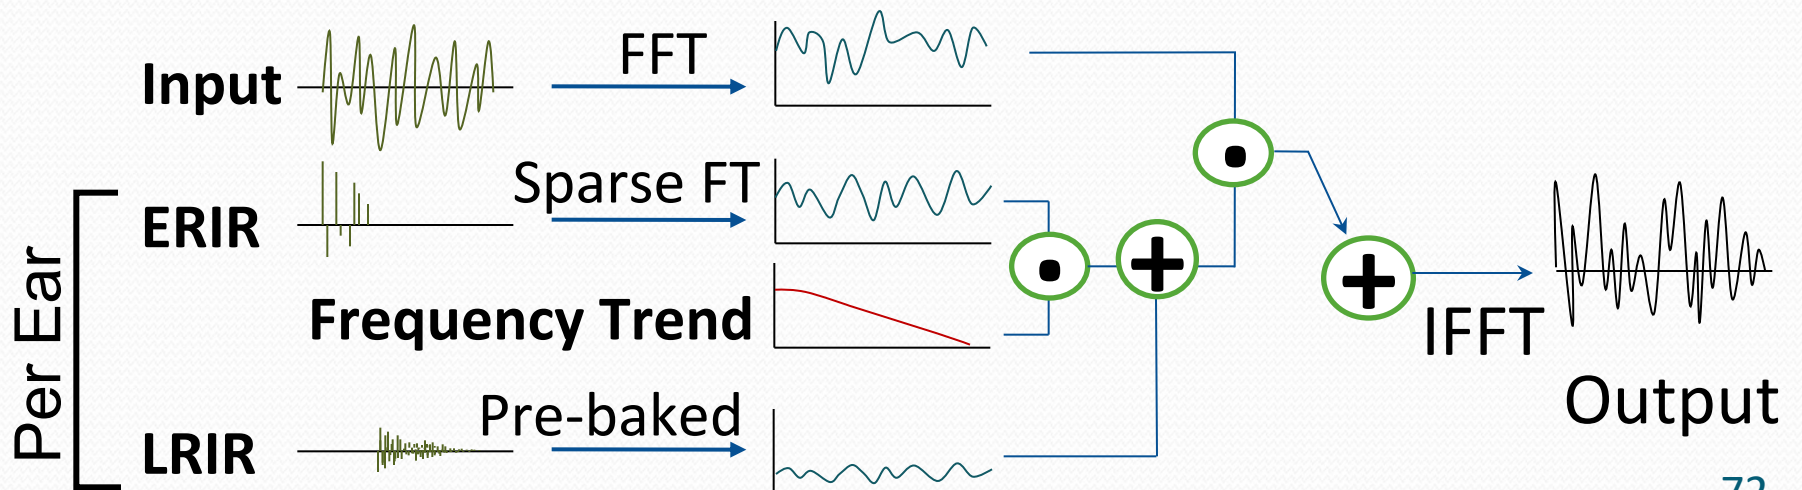 Input
FFT
Per Ear
ERIR
Sparse FT
Frequency Trend
LRIR
Pre-baked
IFFT
Output